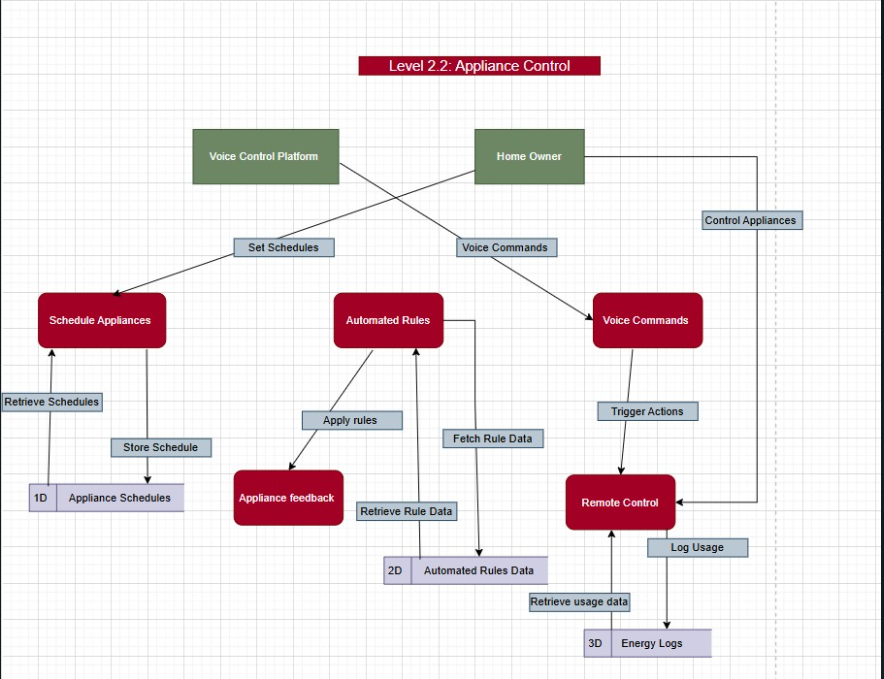 Level 2.2: Appliance Control
Voice Control Platform
Home Owner
Control Appliances
Set Schedules
Voice Commands
Schedule Appliances
Automated Rules
Voice Commands
Retrieve Schedules
Trigger Actions
Apply rules
Fetch Rule Data
Store Schedule
1D Appliance Schedules
Appliance feedback
Remote Control
Retrieve Rule Data
Log Usage
2D Automated Rules Data
Retrieve usage data
3D Energy Logs